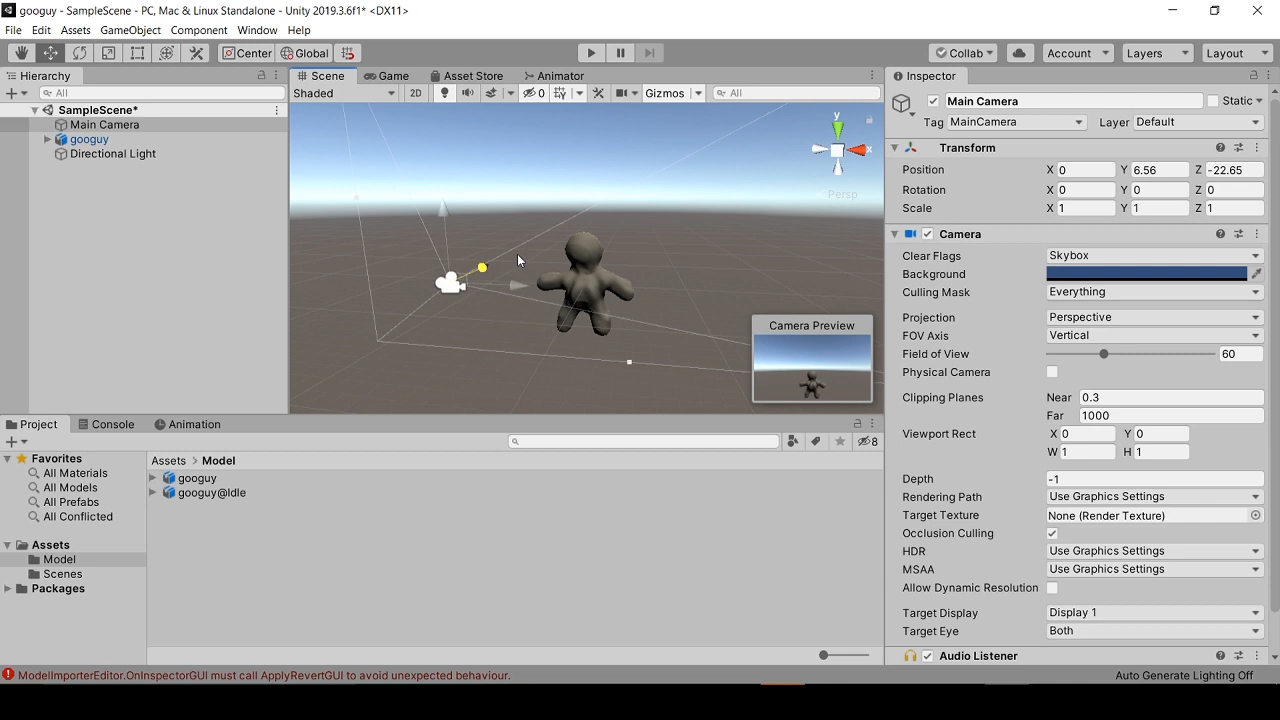 googuy - SampleScene - PC, Mac & Linux Standalone - Unity 2019.3.6f1* <DX11>
File Edit Assets GameObject Component Window Help
Center Global Collab Account Layers Layout
Hierarchy
All
SampleScene*
Main Camera
googuy
Directional Light
Scene Game Asset Store Animator
Shaded 2D 0 Gizmos All
y
x
Persp
Camera Preview
Inspector
Main Camera Static
Tag MainCamera Layer Default
Transform
Position X 0 Y 6.56 Z -22.65
Rotation X 0 Y 0 Z 0
Scale X 1 Y 1 Z 1
Camera
Clear Flags Skybox
Background
Culling Mask Everything
Projection Perspective
FOV Axis Vertical
Field of View 60
Physical Camera
Clipping Planes Near 0.3
Far 1000
Viewport Rect X 0 Y 0
W 1 H 1
Depth -1
Rendering Path Use Graphics Settings
Target Texture None (Render Texture)
Occlusion Culling
HDR Use Graphics Settings
MSAA Use Graphics Settings
Allow Dynamic Resolution
Target Display Display 1
Target Eye Both
Audio Listener
Project Console Animation
8
Favorites
All Materials
All Models
All Prefabs
All Conflicted
Assets
Model
Scenes
Packages
Assets > Model
googuy
googuy@Idle
ModelImporterEditor.OnInspectorGUI must call ApplyRevertGUI to avoid unexpected behaviour.
Auto Generate Lighting Off